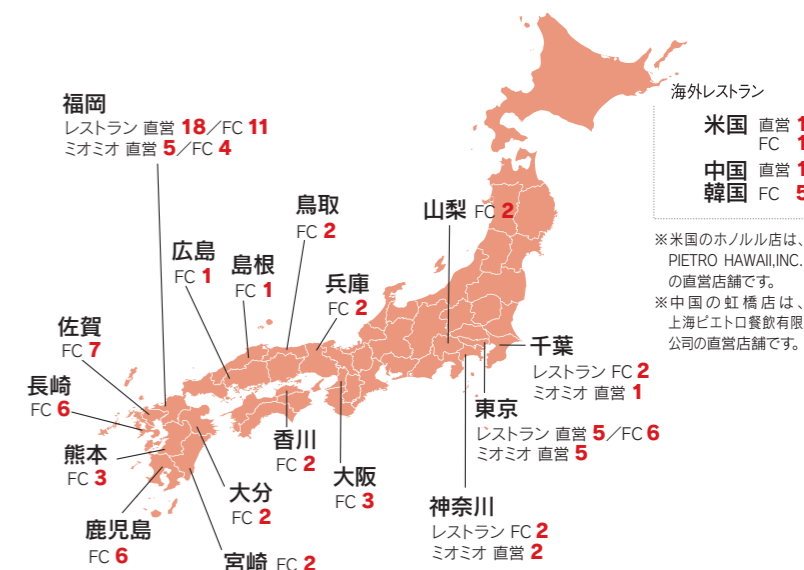 福岡
レストラン 直営 18／FC 11
ミオミオ 直営 5／FC 4
鳥取
FC 2
山梨 FC 2
広島
FC 1
島根
FC 1
兵庫
FC 2
佐賀
FC 7
長崎
FC 6
熊本
FC 3
鹿児島
FC 6
大分
FC 2
宮崎 FC 2
香川
FC 2
大阪
FC 3
千葉
レストラン FC 2
ミオミオ 直営 1
東京
レストラン 直営 5／FC 6
ミオミオ 直営 5
神奈川
レストラン FC 2
ミオミオ 直営 2
海外レストラン
米国 直営 1
FC 1
中国 直営 1
韓国 FC 5
※米国のホノルル店は、
PIETRO HAWAII,INC.
の直営店舗です。
※中国の虹橋店は、
上海ピエトロ餐飲有限
公司の直営店舗です。